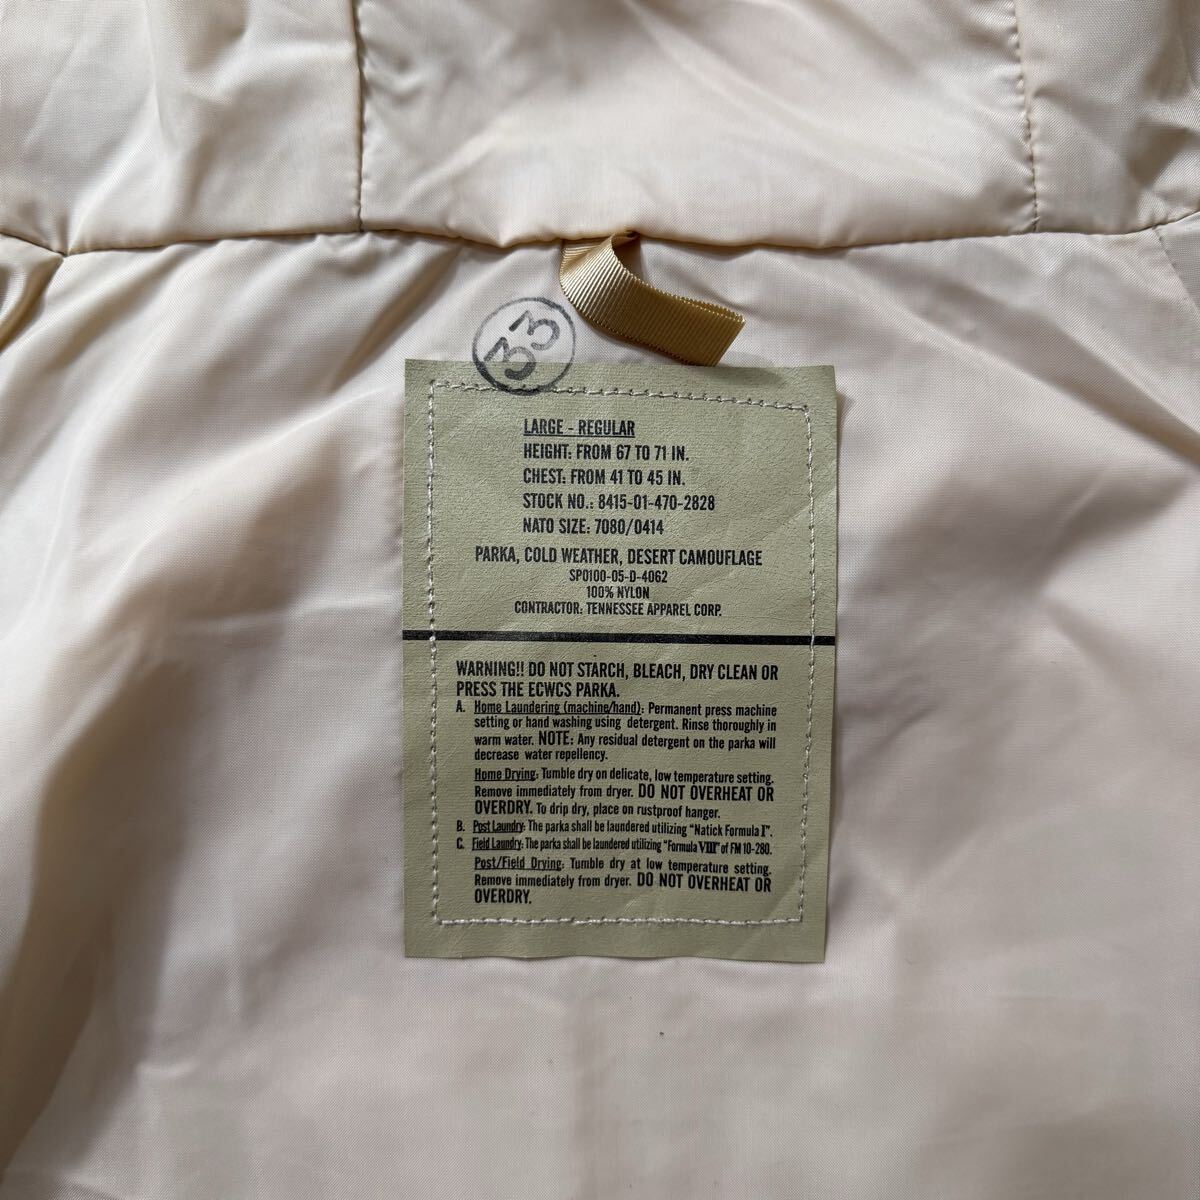 33
LARGE - REGULAR
HEIGHT: FROM 67 TO 71 IN.
CHEST: FROM 41 TO 45 IN.
STOCK NO.: 8415-01-470-2828
NATO SIZE: 7080/0414
PARKA, COLD WEATHER, DESERT CAMOUFLAGE
SPO100-05-D-4062
100% NYLON
CONTRACTOR: TENNESSEE APPAREL CORP.
WARNING!! DO NOT STARCH, BLEACH, DRY CLEAN OR
PRESS THE ECWCS PARKA.
A. Home Laundering (machine/hand): Permanent press machine
setting or hand washing using detergent. Rinse thoroughly in
warm water. NOTE: Any residual detergent on the parka will
decrease water repellency.
Home Drying: Tumble dry on delicate, low temperature setting.
Remove immediately from dryer. DO NOT OVERHEAT OR
OVERDRY. To drip dry, place on rustproof hanger.
B. Post Laundry: The parka shall be laundered utilizing "Natick Formula I".
C. Field Laundry: The parka shall be laundered utilizing "Formula VIII" of FM 10-280.
Post/Field Drying: Tumble dry at low temperature setting.
Remove immediately from dryer. DO NOT OVERHEAT OR
OVERDRY.